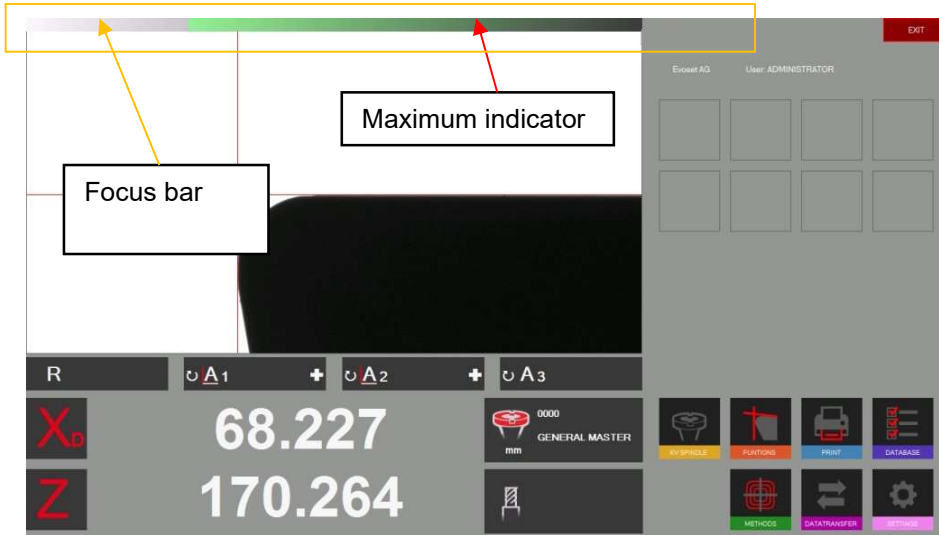 EXIT
Evoset AG User: ADMINISTRATOR
Maximum indicator
Focus bar
R A1 A2 A3
XD 68.227
mm
0000
GENERAL MASTER
Z 170.264
KV SPINDLE FUNTIONS PRINT DATABASE
METHODS DATATRANSFER SETTINGS